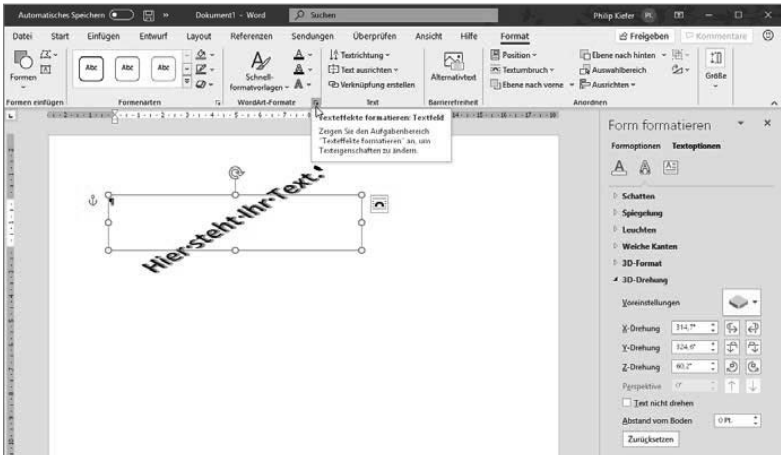 Automatisches Speichern
Dokument1 - Word
Suchen
Philip Kiefer
PK
Datei Start Einfügen Entwurf Layout Referenzen Sendungen Überprüfen Ansicht Hilfe Format
Freigeben
Kommentare
Formen
Abc
Abc
Abc
Schnell-
formatvorlagen
A
A
A
Textrichtung
Text ausrichten
Verknüpfung erstellen
Alternativtext
Position
Textumbruch
Ebene nach vorne
Ebene nach hinten
Auswahlbereich
Ausrichten
Größe
Formen einfügen
Formenarten
WordArt-Formate
Text
Barrierefreiheit
Anordnen
Texteffekte formatieren: Textfeld
Zeigen Sie den Aufgabenbereich
"Texteffekte formatieren" an, um
Texteigenschaften zu ändern.
Hier·steht·Ihr·Text.
Form formatieren
Formoptionen Textoptionen
Schatten
Spiegelung
Leuchten
Weiche Kanten
3D-Format
3D-Drehung
Voreinstellungen
X-Drehung 314,7°
Y-Drehung 324,6°
Z-Drehung 60,2°
Perspektive 0°
Text nicht drehen
Abstand vom Boden 0 Pt.
Zurücksetzen